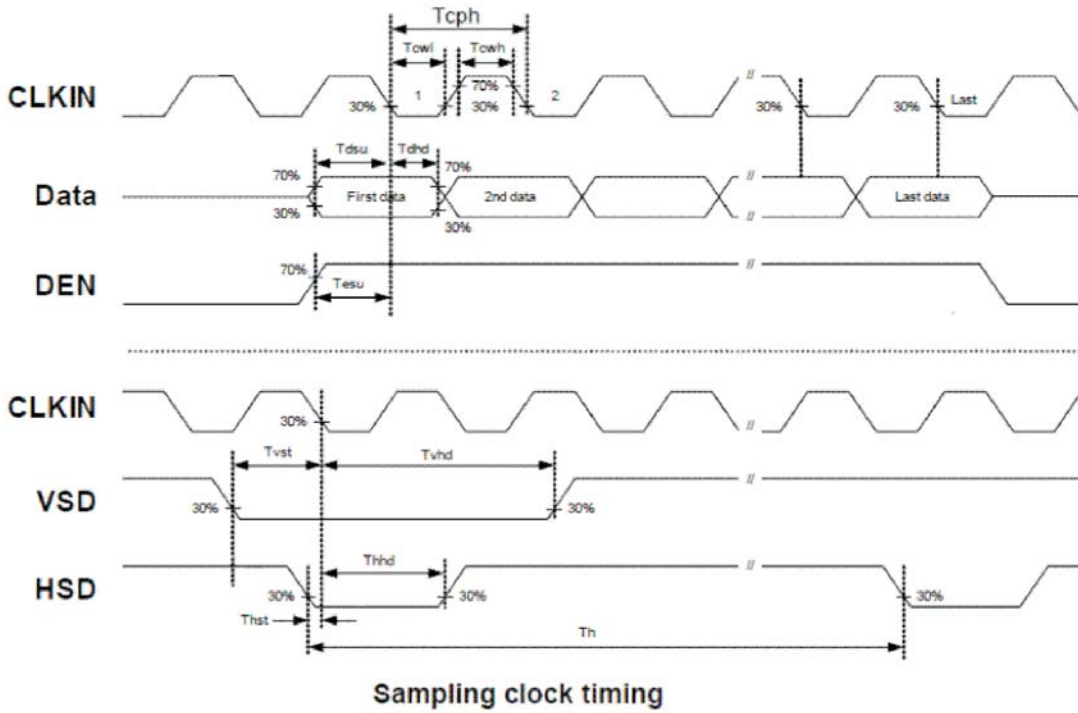 Tcph
Tcwl Tcwh
CLKIN 30% 1 70% 30% 2 // 30% 30% Last
Tdsu Tdhd
70% 70%
Data First data 2nd data // Last data
30% 30%
DEN 70% Tesu //
CLKIN 30% //
Tvst Tvhd
VSD 30% 30% //
HSD Thhd //
30% 30% 30%
Thst Th
Sampling clock timing